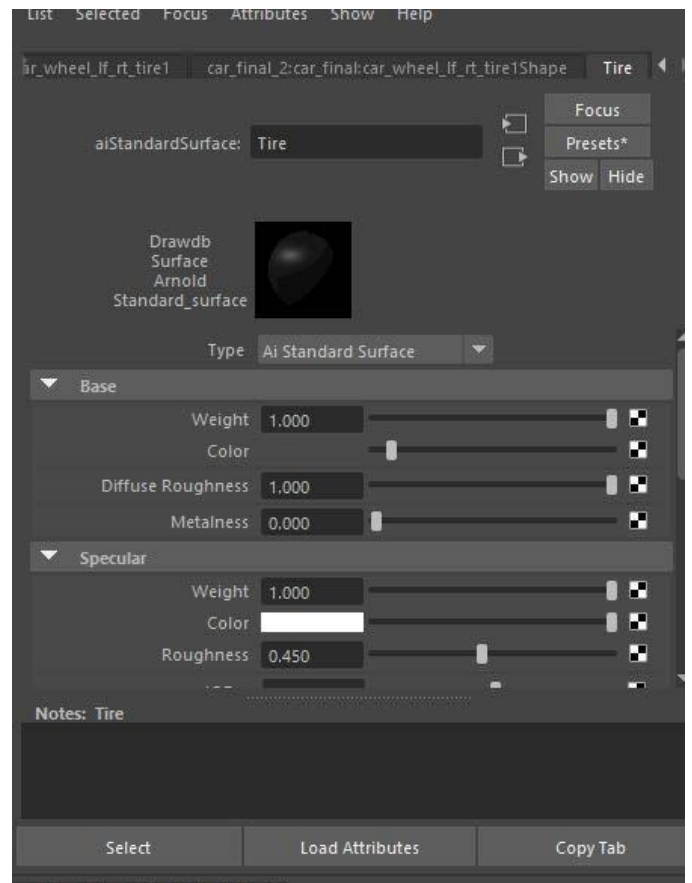 List Selected Focus Attributes Show Help
ar_wheel_lf_rt_tire1 car_final_2:car_final:car_wheel_lf_rt_tire1Shape Tire
Focus
aiStandardSurface: Tire
Presets*
Show Hide
Drawdb
Surface
Arnold
Standard_surface
Type Ai Standard Surface
Base
Weight 1.000
Color
Diffuse Roughness 1.000
Metalness 0.000
Specular
Weight 1.000
Color
Roughness 0.450
Notes: Tire
Select Load Attributes Copy Tab